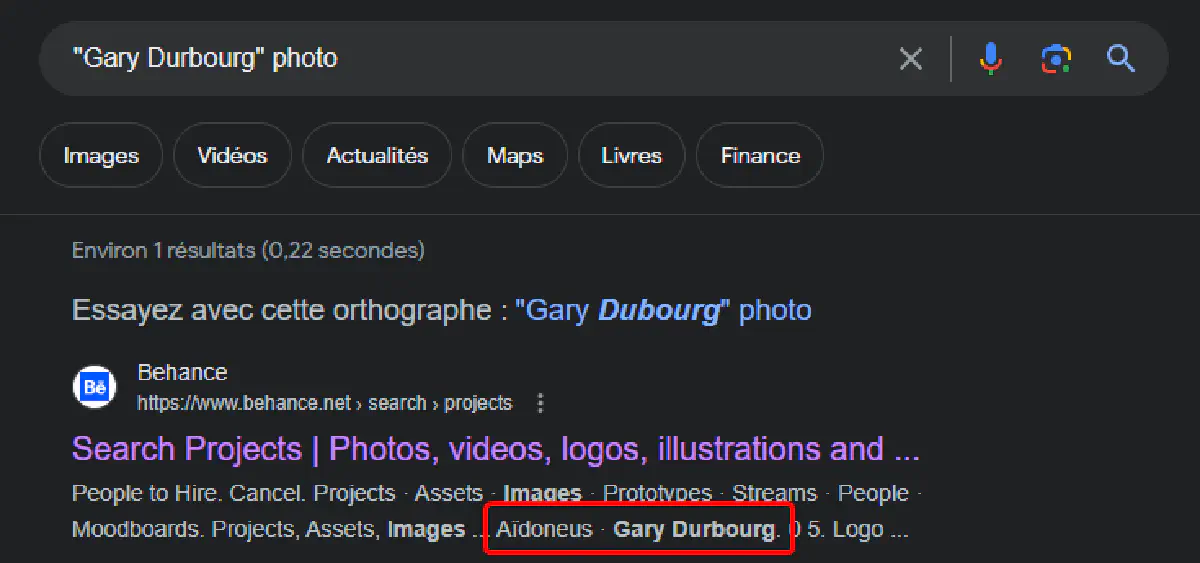 "Gary Durbourg" photo
Images Vidéos Actualités Maps Livres Finance
Environ 1 résultats (0,22 secondes)
Essayez avec cette orthographe : "Gary Dubourg" photo
Bē
Behance
https://www.behance.net › search › projects
Search Projects | Photos, videos, logos, illustrations and ...
People to Hire. Cancel. Projects · Assets · Images · Prototypes · Streams · People ·
Moodboards. Projects, Assets, Images ... Aïdoneus · Gary Durbourg. 0 5. Logo ...